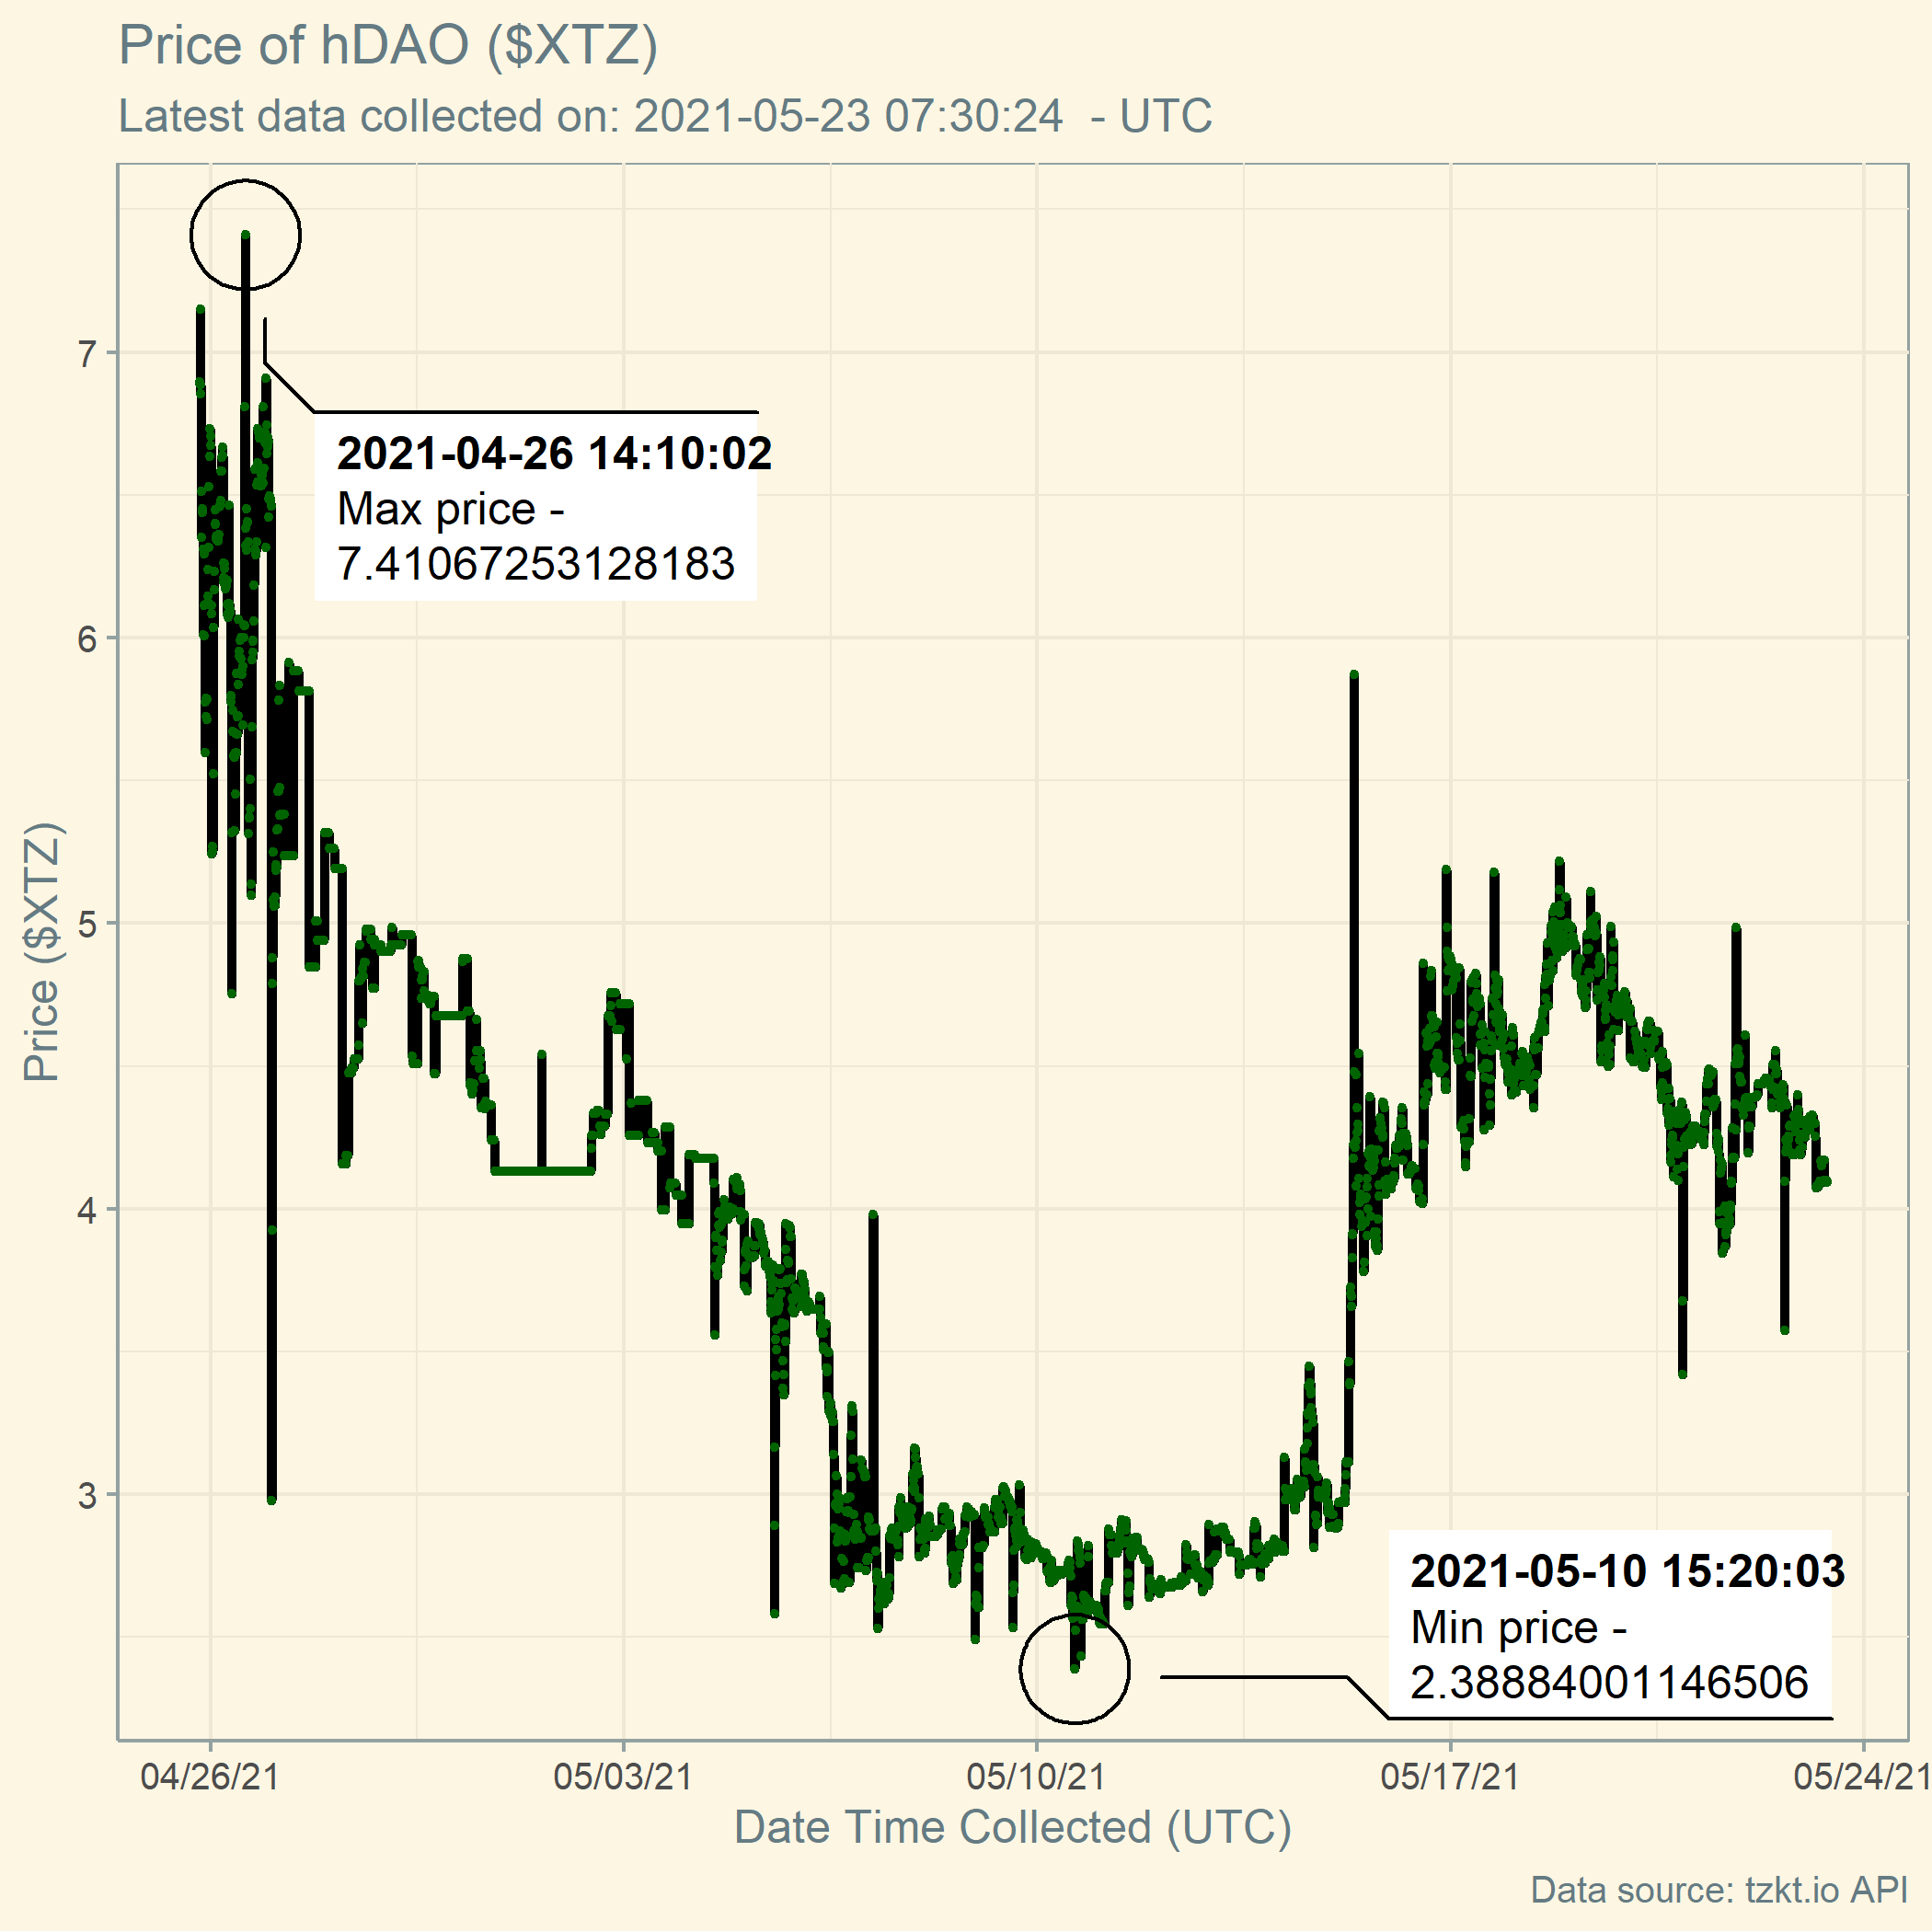 Price of hDAO ($XTZ)
Latest data collected on: 2021-05-23 07:30:24  - UTC
Price ($XTZ)
7
6
5
4
3
2021-04-26 14:10:02
Max price -
7.41067253128183
2021-05-10 15:20:03
Min price -
2.38884001146506
04/26/21
05/03/21
05/10/21
05/17/21
05/24/21
Date Time Collected (UTC)
Data source: tzkt.io API